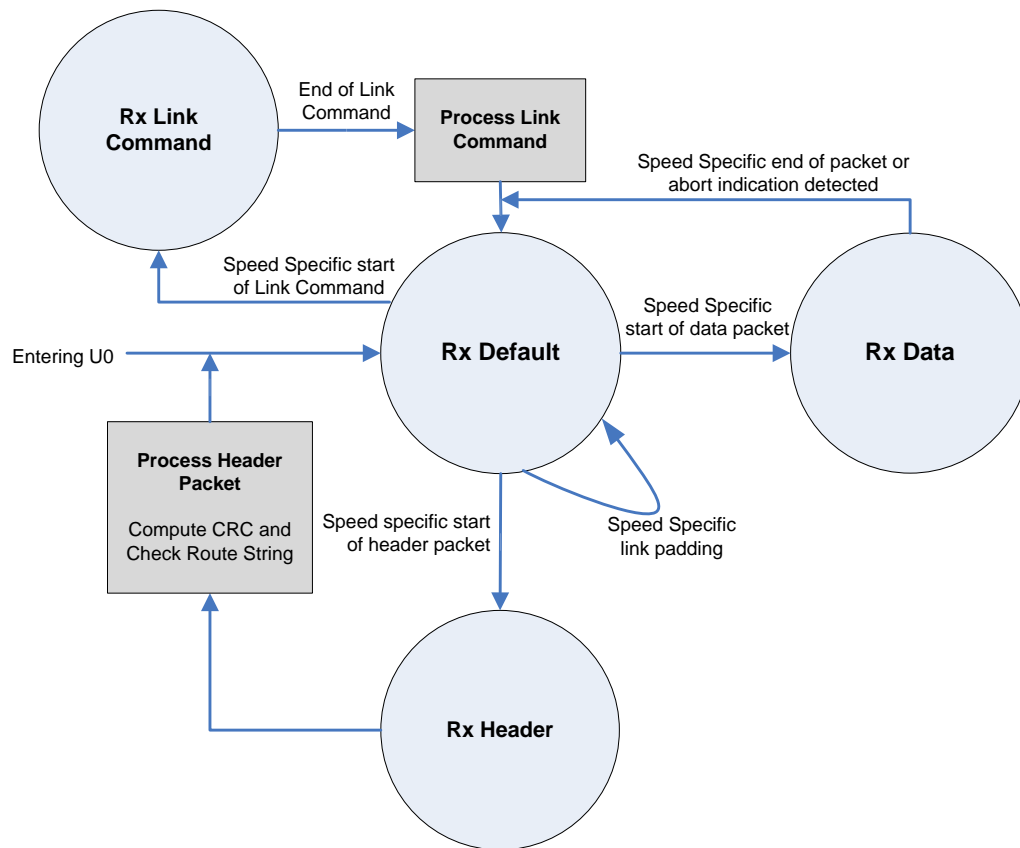 Rx Link
Command
End of Link
Command
Process Link
Command
Speed Specific end of packet or
abort indication detected
Speed Specific start
of Link Command
Speed Specific
start of data packet
Entering U0
Rx Default
Rx Data
Process Header
Packet
Compute CRC and
Check Route String
Speed specific start
of header packet
Speed Specific
link padding
Rx Header